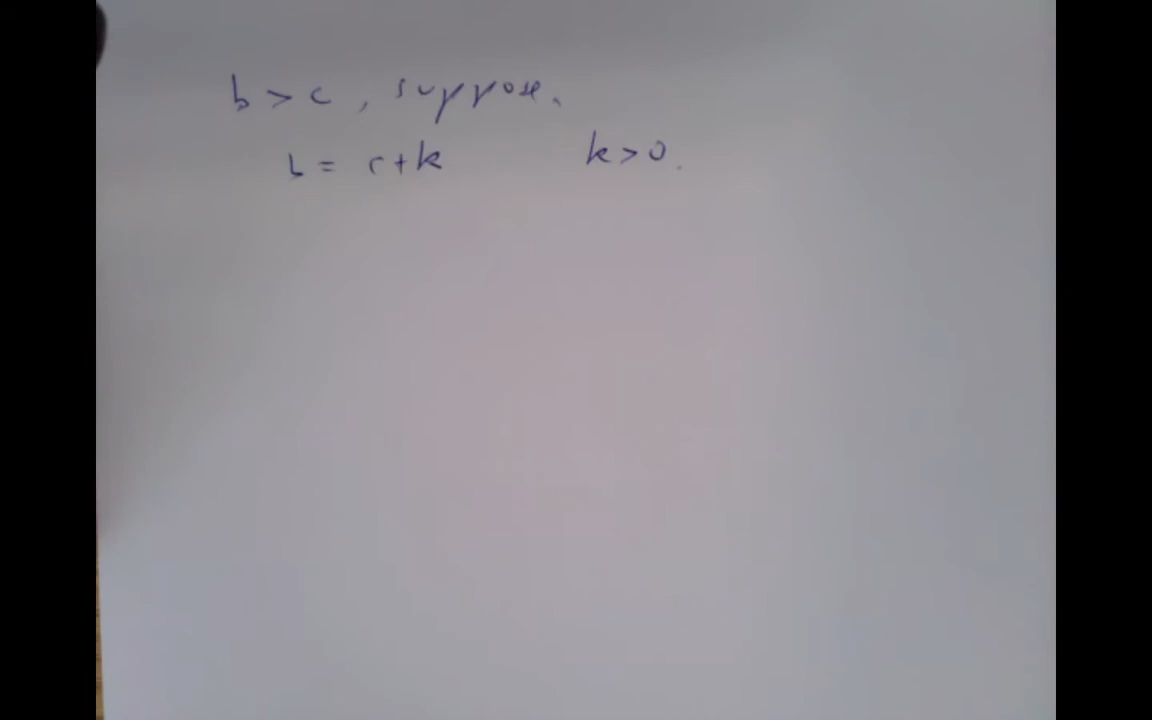 b > c , suppose.
b = c + k k > 0.